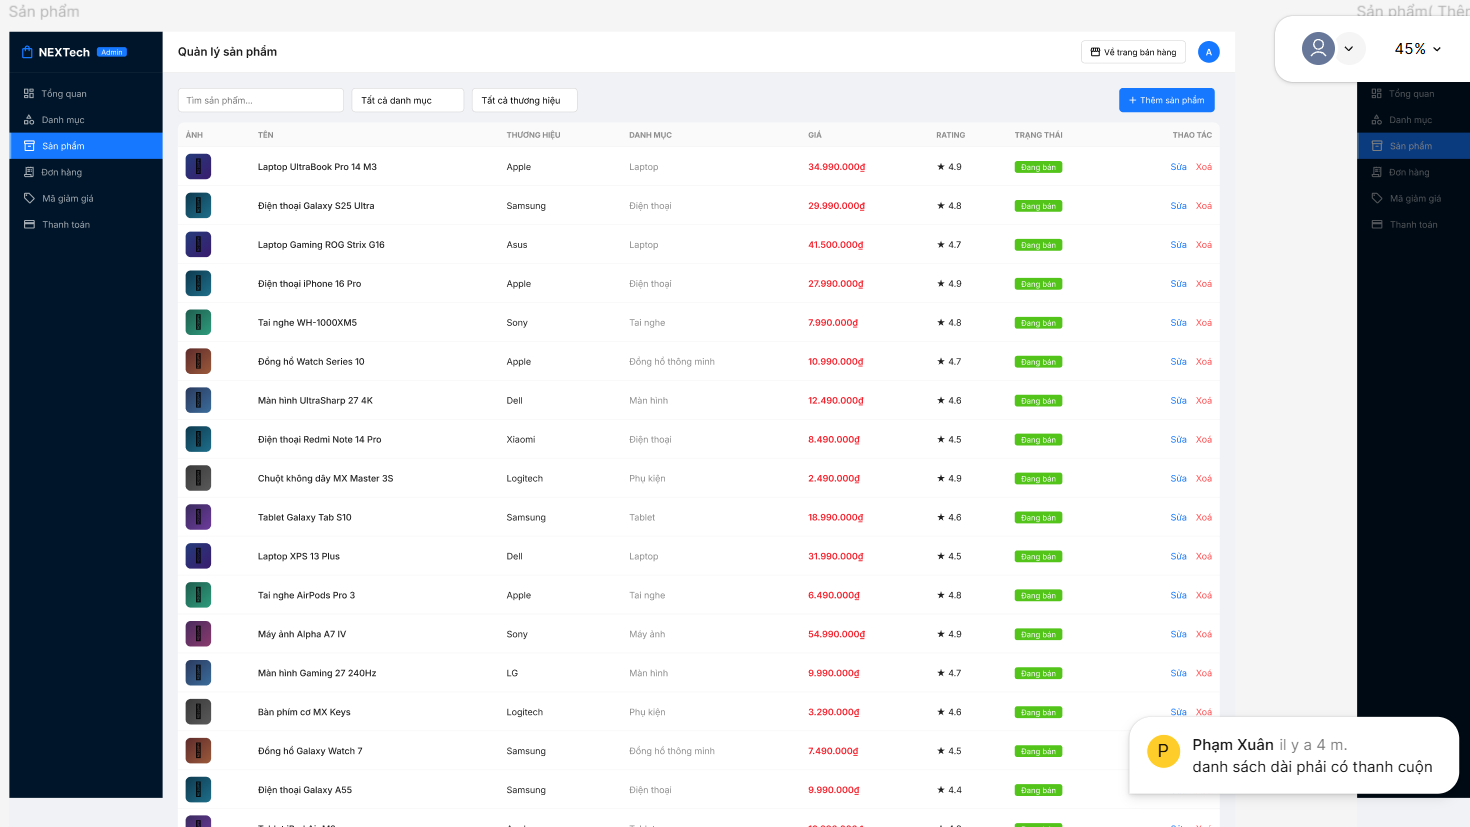 Sản phẩm
Sản phẩm( Thêm
NEXTech Admin
Quản lý sản phẩm
Về trang bán hàng
A
45%
Tổng quan
Danh mục
Sản phẩm
Đơn hàng
Mã giảm giá
Thanh toán
Tìm sản phẩm...
Tất cả danh mục
Tất cả thương hiệu
+ Thêm sản phẩm
ẢNH TÊN THƯƠNG HIỆU DANH MỤC GIÁ RATING TRẠNG THÁI THAO TÁC
Laptop UltraBook Pro 14 M3 Apple Laptop 34.990.000₫ ★ 4.9 Đang bán Sửa Xoá
Điện thoại Galaxy S25 Ultra Samsung Điện thoại 29.990.000₫ ★ 4.8 Đang bán Sửa Xoá
Laptop Gaming ROG Strix G16 Asus Laptop 41.500.000₫ ★ 4.7 Đang bán Sửa Xoá
Điện thoại iPhone 16 Pro Apple Điện thoại 27.990.000₫ ★ 4.9 Đang bán Sửa Xoá
Tai nghe WH-1000XM5 Sony Tai nghe 7.990.000₫ ★ 4.8 Đang bán Sửa Xoá
Đồng hồ Watch Series 10 Apple Đồng hồ thông minh 10.990.000₫ ★ 4.7 Đang bán Sửa Xoá
Màn hình UltraSharp 27 4K Dell Màn hình 12.490.000₫ ★ 4.6 Đang bán Sửa Xoá
Điện thoại Redmi Note 14 Pro Xiaomi Điện thoại 8.490.000₫ ★ 4.5 Đang bán Sửa Xoá
Chuột không dây MX Master 3S Logitech Phụ kiện 2.490.000₫ ★ 4.9 Đang bán Sửa Xoá
Tablet Galaxy Tab S10 Samsung Tablet 18.990.000₫ ★ 4.6 Đang bán Sửa Xoá
Laptop XPS 13 Plus Dell Laptop 31.990.000₫ ★ 4.5 Đang bán Sửa Xoá
Tai nghe AirPods Pro 3 Apple Tai nghe 6.490.000₫ ★ 4.8 Đang bán Sửa Xoá
Máy ảnh Alpha A7 IV Sony Máy ảnh 54.990.000₫ ★ 4.9 Đang bán Sửa Xoá
Màn hình Gaming 27 240Hz LG Màn hình 9.990.000₫ ★ 4.7 Đang bán Sửa Xoá
Bàn phím cơ MX Keys Logitech Phụ kiện 3.290.000₫ ★ 4.6 Đang bán Sửa Xoá
Đồng hồ Galaxy Watch 7 Samsung Đồng hồ thông minh 7.490.000₫ ★ 4.5 Đang bán
Điện thoại Galaxy A55 Samsung Điện thoại 9.990.000₫ ★ 4.4 Đang bán
Tổng quan
Danh mục
Sản phẩm
Đơn hàng
Mã giảm giá
Thanh toán
P
Phạm Xuân il y a 4 m.
danh sách dài phải có thanh cuộn